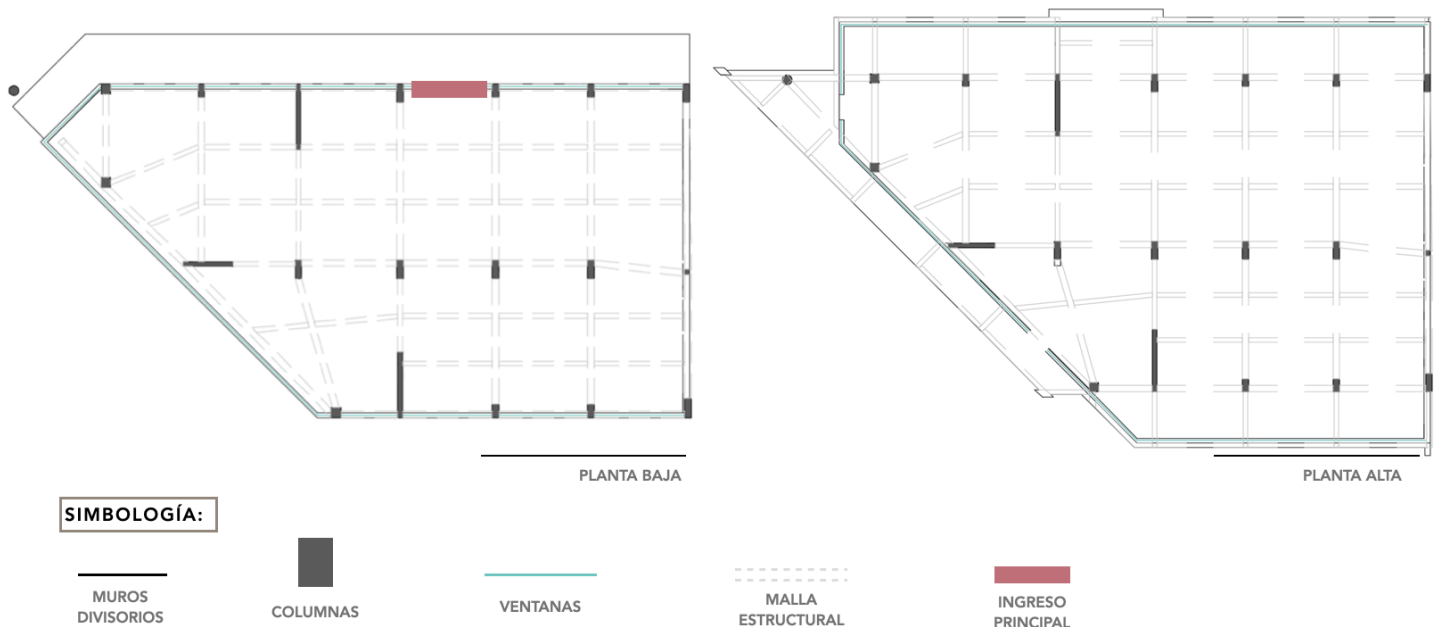 PLANTA BAJA
PLANTA ALTA
SIMBOLOGÍA:
MUROS
DIVISORIOS
COLUMNAS
VENTANAS
MALLA
ESTRUCTURAL
INGRESO
PRINCIPAL